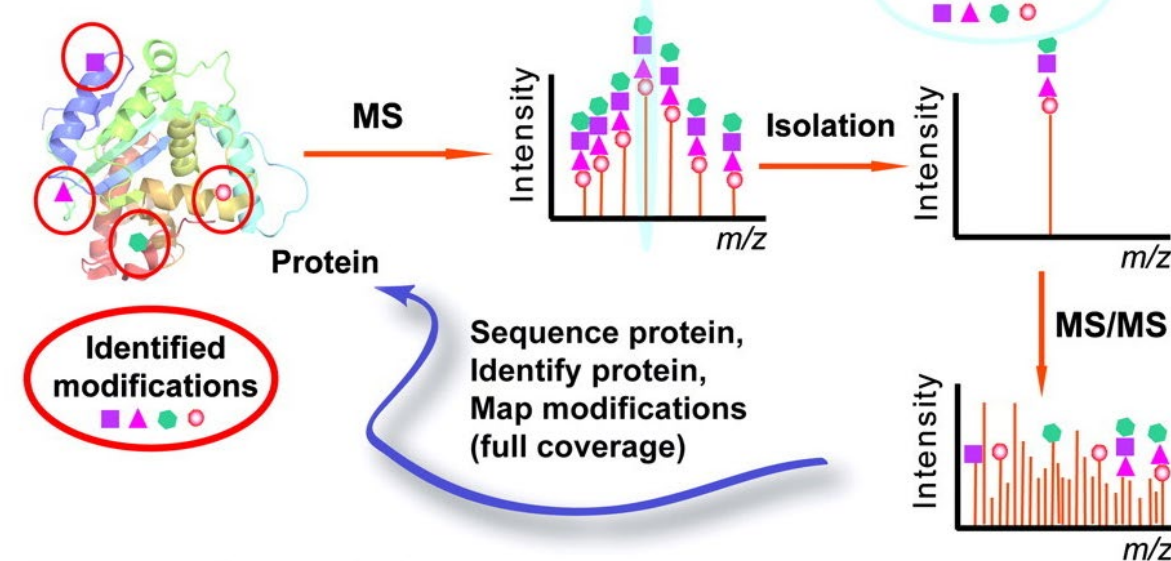 MS
Intensity
m/z
Isolation
Intensity
m/z
Protein
MS/MS
Identified
modifications
Sequence protein,
Identify protein,
Map modifications
(full coverage)
Intensity
m/z